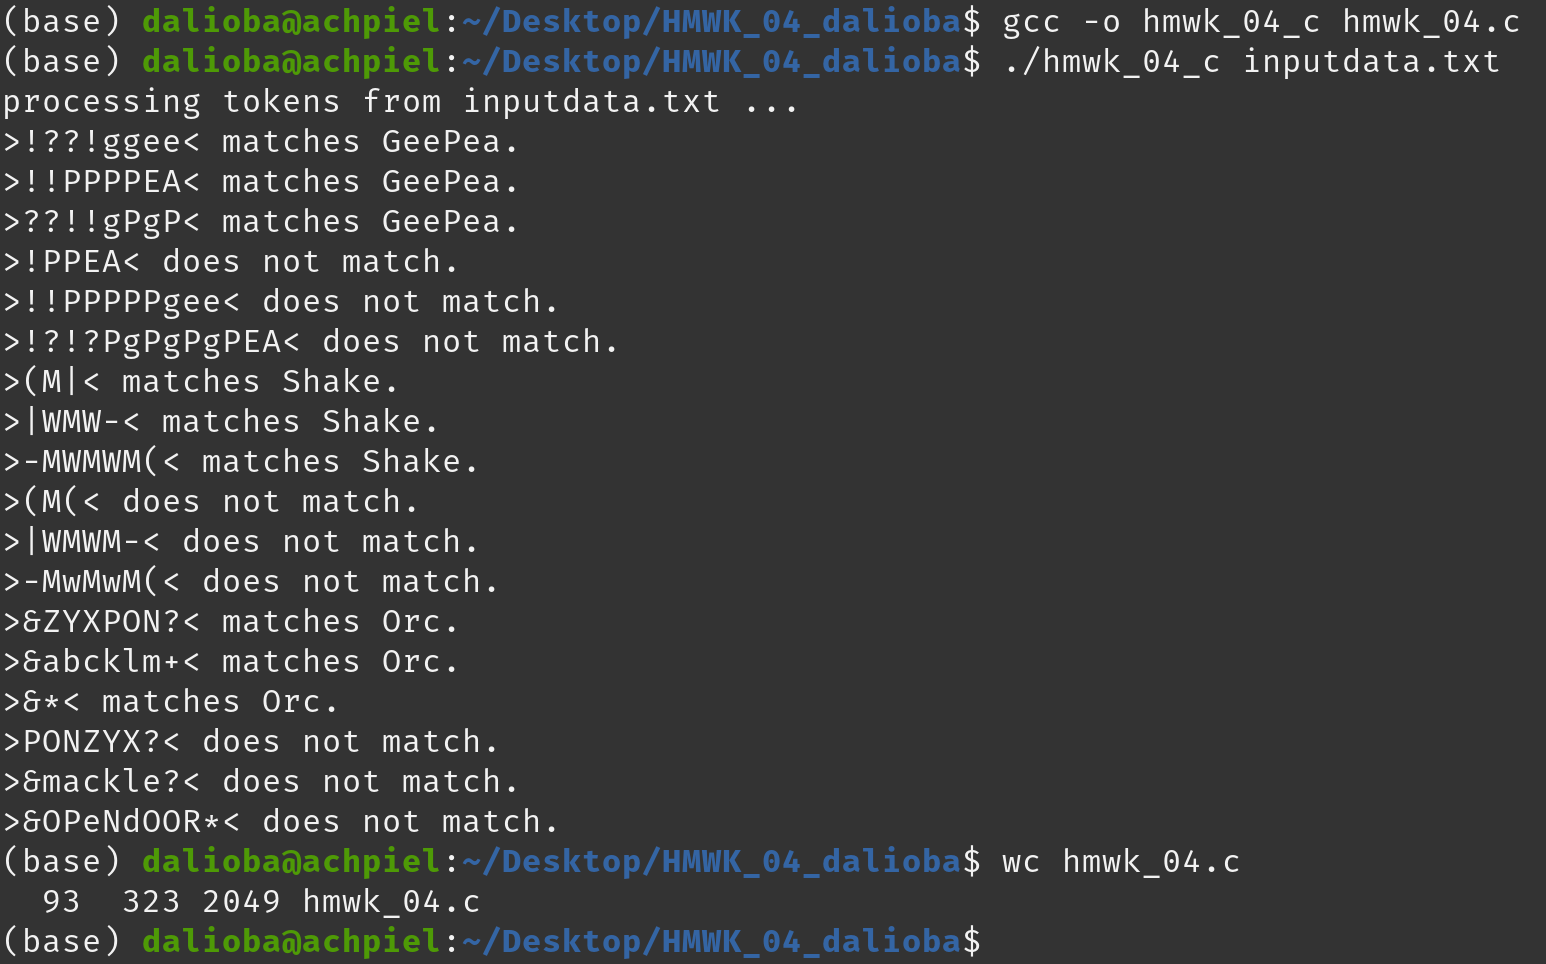 (base) dalioba@achpiel:~/Desktop/HMWK_04_dalioba$ gcc -o hmwk_04_c hmwk_04.c
(base) dalioba@achpiel:~/Desktop/HMWK_04_dalioba$ ./hmwk_04_c inputdata.txt
processing tokens from inputdata.txt ...
>!??!ggee< matches GeePea.
>!!PPPPEA< matches GeePea.
>??!!gPgP< matches GeePea.
>!PPEA< does not match.
>!!PPPPPgee< does not match.
>!?!?PgPgPgPEA< does not match.
>(M|< matches Shake.
>|WMW-< matches Shake.
>-MWMWM(< matches Shake.
>(M(< does not match.
>|WMWM-< does not match.
>-MwMwM(< does not match.
>&ZYXPON?< matches Orc.
>&abcklm+< matches Orc.
>&*< matches Orc.
>PONZYX?< does not match.
>&mackle?< does not match.
>&OPeNdOOR*< does not match.
(base) dalioba@achpiel:~/Desktop/HMWK_04_dalioba$ wc hmwk_04.c
  93  323 2049 hmwk_04.c
(base) dalioba@achpiel:~/Desktop/HMWK_04_dalioba$